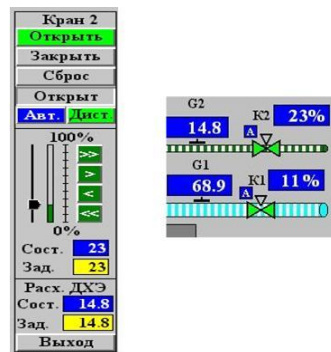 Кран 2
Открыть
Закрыть
Сброс
Открыт
Авт. Дист.
100%
>>
>
<
<<
0%
Сост. 23
Зад. 23
Расх. ДХЭ
Сост. 14.8
Зад. 14.8
Выход
G2 K2 23%
14.8 A
G1 K1 11%
68.9 A